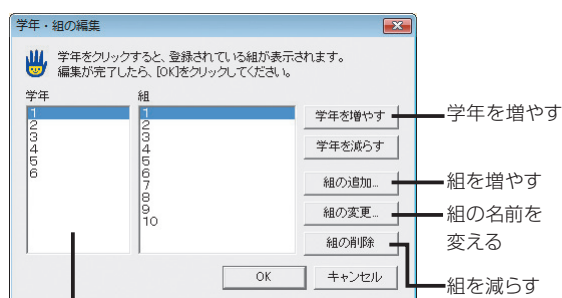 学年・組の編集
学年をクリックすると、登録されている組が表示されます。
編集が完了したら、[OK]をクリックしてください。
学年
組
1
2
3
4
5
6
1
2
3
4
5
6
7
8
9
10
学年を増やす
学年を減らす
組の追加...
組の変更...
組の削除
OK
キャンセル
学年を増やす
組を増やす
組の名前を
変える
組を減らす